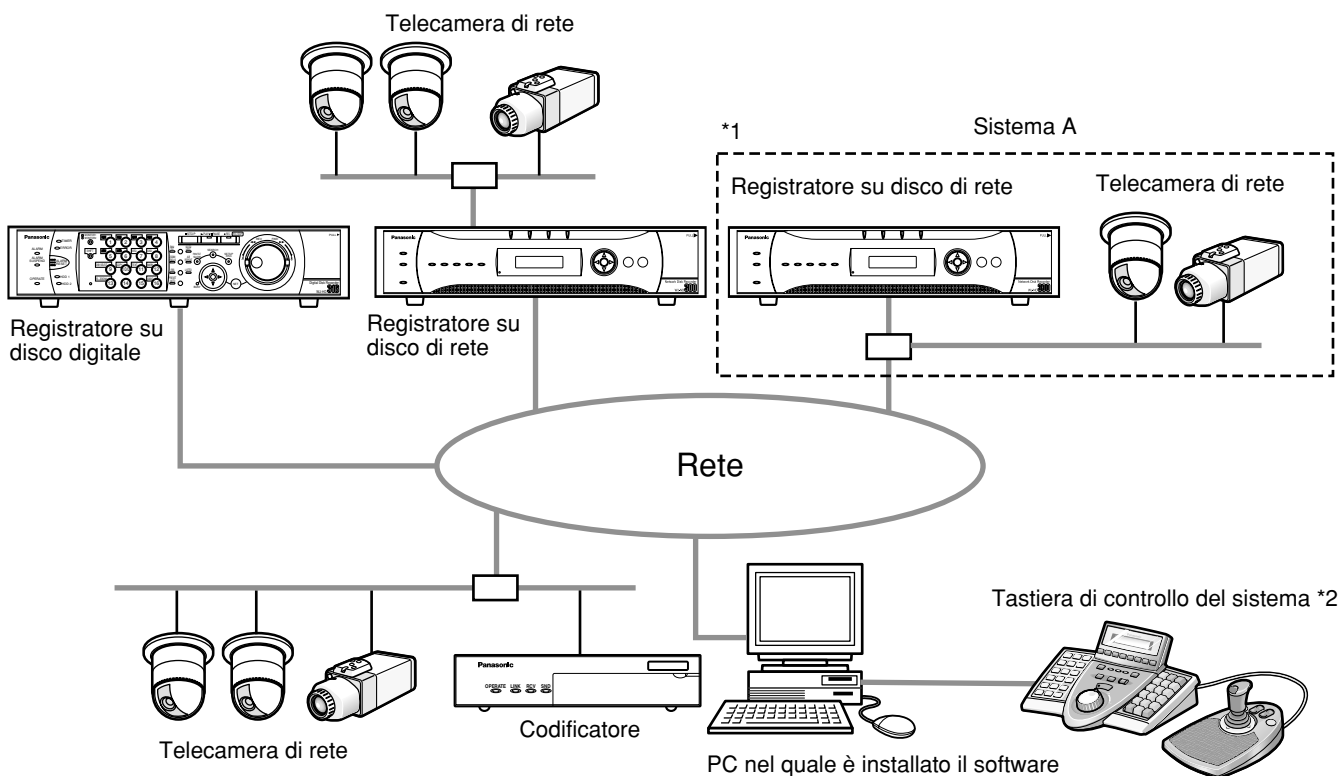 Telecamera di rete
*1
Sistema A
Registratore su disco di rete
Telecamera di rete
Panasonic
Panasonic
Panasonic
Registratore su
disco digitale
Registratore su
disco di rete
Rete
Tastiera di controllo del sistema *2
Panasonic
OPERATE LINK RCV SND
Telecamera di rete
Codificatore
PC nel quale è installato il software